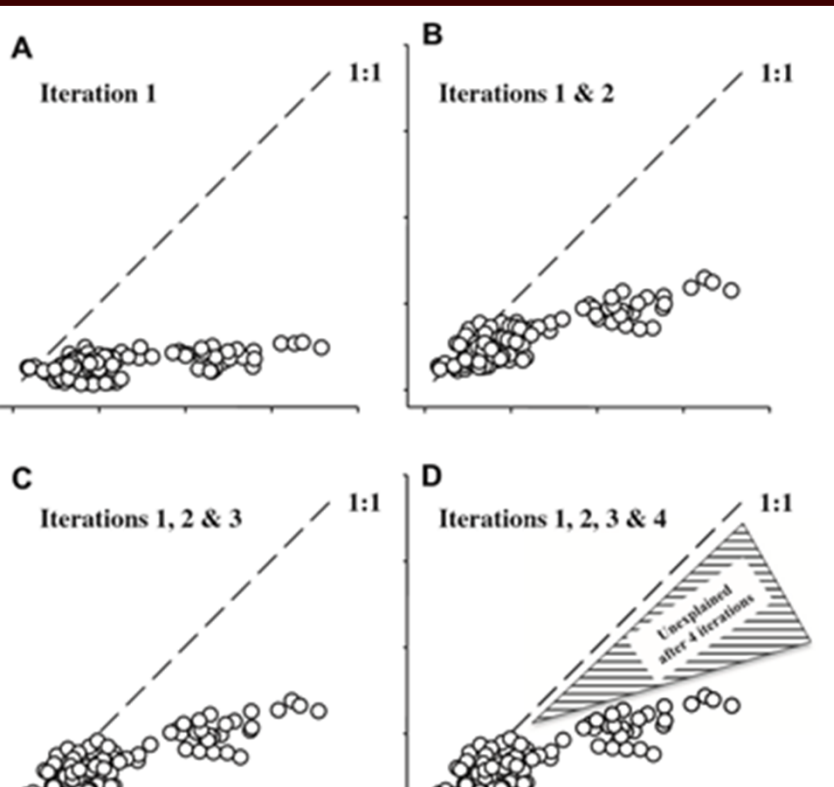 A
Iteration 1
1:1
B
Iterations 1 & 2
1:1
C
Iterations 1, 2 & 3
1:1
D
Iterations 1, 2, 3 & 4
1:1
Unexplained
after 4 iterations